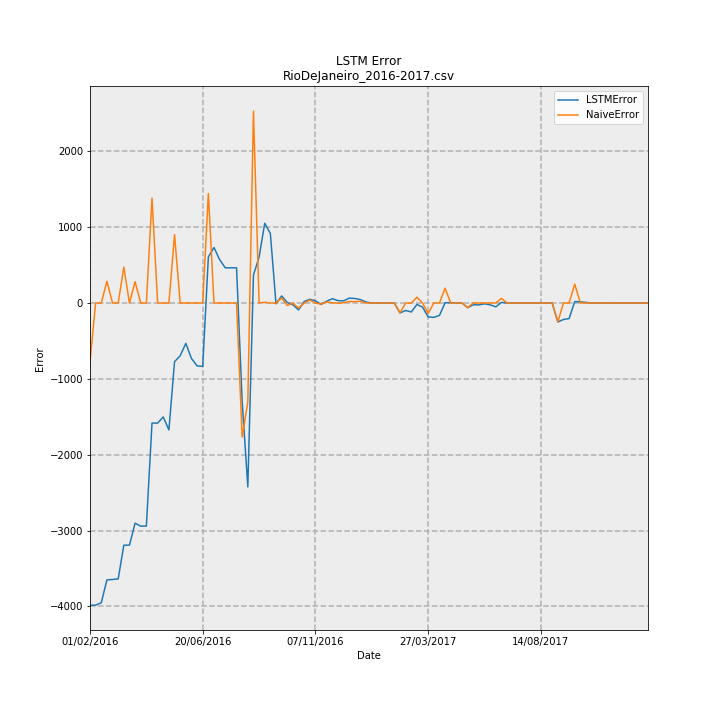 LSTM Error
RioDeJaneiro_2016-2017.csv
LSTMError
NaiveError
2000
1000
0
−1000
−2000
−3000
−4000
Error
01/02/2016
20/06/2016
07/11/2016
27/03/2017
14/08/2017
Date